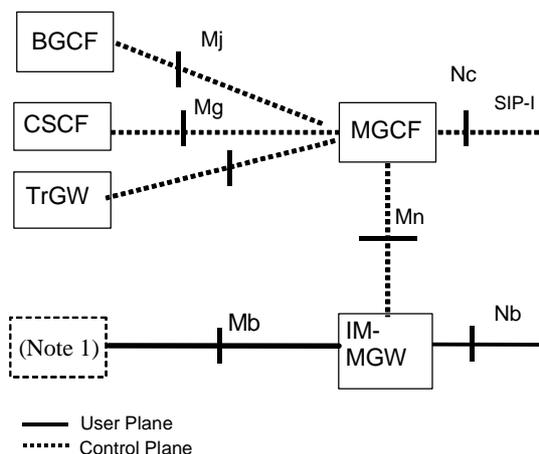 BGCF
Mj
Nc
CSCF
Mg
MGCF
SIP-I
TrGW
Mn
(Note 1)
Mb
IM-
MGW
Nb
User Plane
Control Plane